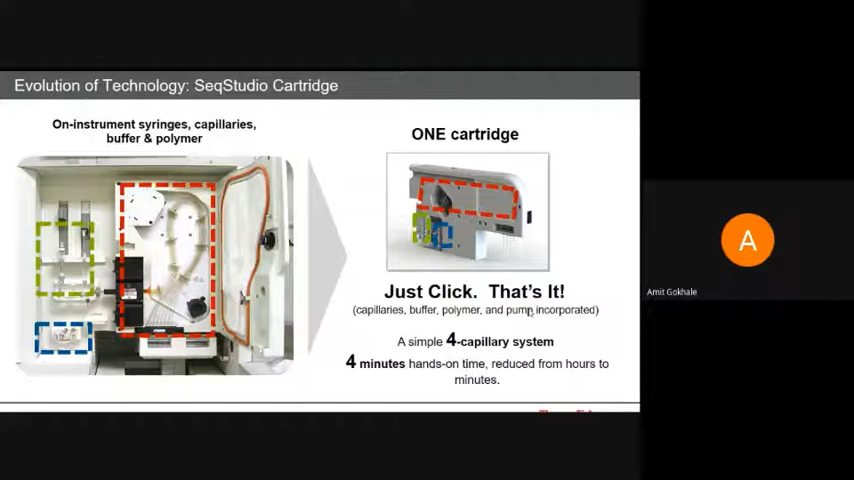 Evolution of Technology: SeqStudio Cartridge
On-instrument syringes, capillaries,
buffer & polymer
ONE cartridge
Just Click. That's It!
(capillaries, buffer, polymer, and pump incorporated)
A simple 4-capillary system
4 minutes hands-on time, reduced from hours to
minutes.
A
Amit Gokhale